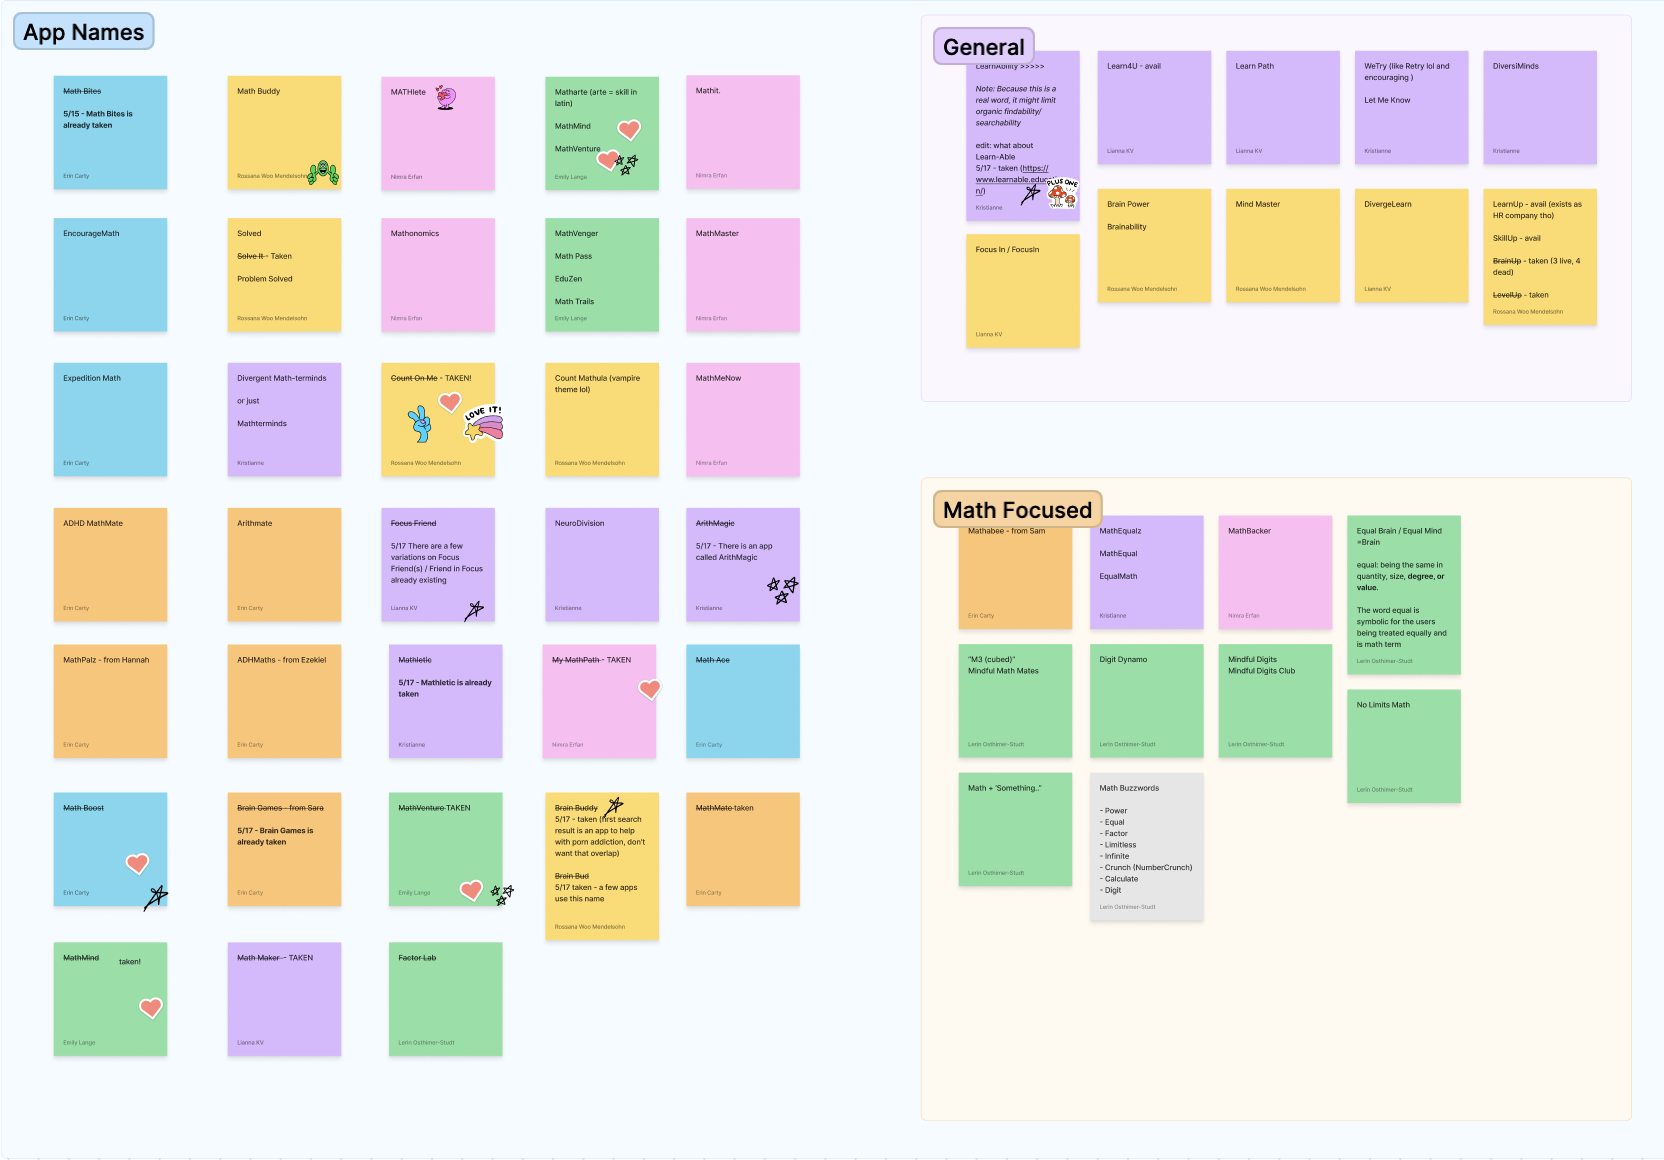 App Names
Math Bites
5/15 - Math Bites is
already taken
Erin Carty
Math Buddy
Rossana Woo Mendelsohn
MATHlete
Nimra Erfan
Matharte (arte = skill in
latin)
MathMind
MathVenture
Emily Lange
Mathit.
Nimra Erfan
EncourageMath
Erin Carty
Solved
Solve It - Taken
Problem Solved
Rossana Woo Mendelsohn
Mathonomics
Nimra Erfan
MathVenger
Math Pass
EduZen
Math Trails
Emily Lange
MathMaster
Nimra Erfan
Expedition Math
Erin Carty
Divergent Math-terminds
or just
Mathterminds
Kristianne
Count On Me - TAKEN!
LOVE IT!
Rossana Woo Mendelsohn
Count Mathula (vampire
theme lol)
Rossana Woo Mendelsohn
MathMeNow
Nimra Erfan
ADHD MathMate
Erin Carty
Arithmate
Erin Carty
Focus Friend
5/17 There are a few
variations on Focus
Friend(s) / Friend in Focus
already existing
Lianna KV
NeuroDivision
Kristianne
ArithMagic
5/17 - There is an app
called ArithMagic
Kristianne
MathPalz - from Hannah
Erin Carty
ADHMaths - from Ezekiel
Erin Carty
Mathletic
5/17 - Mathletic is already
taken
Kristianne
My MathPath - TAKEN
Nimra Erfan
Math Ace
Erin Carty
Math Boost
Erin Carty
Brain Games - from Sara
5/17 - Brain Games is
already taken
Erin Carty
MathVenture TAKEN
Emily Lange
Brain Buddy
5/17 - taken (first search
result is an app to help
with porn addiction, don't
want that overlap)
Brain Bud
5/17 taken - a few apps
use this name
Rossana Woo Mendelsohn
MathMate taken
Erin Carty
MathMind
taken!
Emily Lange
Math Maker - TAKEN
Lianna KV
Factor Lab
Lerin Osthimer-Studt
General
LearnAbility >>>>>
Note: Because this is a
real word, it might limit
organic findability/
searchability
edit: what about
Learn-Able
5/17 - taken (https://
www.learnable.educ
n/)
PLUS ONE
Kristianne
Learn4U - avail
Lianna KV
Learn Path
Lianna KV
WeTry (like Retry lol and
encouraging )
Let Me Know
Kristianne
DiversiMinds
Kristianne
Focus In / FocusIn
Lianna KV
Brain Power
Brainability
Rossana Woo Mendelsohn
Mind Master
Rossana Woo Mendelsohn
DivergeLearn
Lianna KV
LearnUp - avail (exists as
HR company tho)
SkillUp - avail
BrainUp - taken (3 live, 4
dead)
LevelUp - taken
Rossana Woo Mendelsohn
Math Focused
Mathabee - from Sam
Erin Carty
MathEqualz
MathEqual
EqualMath
Kristianne
MathBacker
Nimra Erfan
Equal Brain / Equal Mind
=Brain
equal: being the same in
quantity, size, degree, or
value.
The word equal is
symbolic for the users
being treated equally and
is math term
Lerin Osthimer-Studt
"M3 (cubed)"
Mindful Math Mates
Lerin Osthimer-Studt
Digit Dynamo
Lerin Osthimer-Studt
Mindful Digits
Mindful Digits Club
Lerin Osthimer-Studt
No Limits Math
Lerin Osthimer-Studt
Math + 'Something.."
Lerin Osthimer-Studt
Math Buzzwords
- Power
- Equal
- Factor
- Limitless
- Infinite
- Crunch (NumberCrunch)
- Calculate
- Digit
Lerin Osthimer-Studt